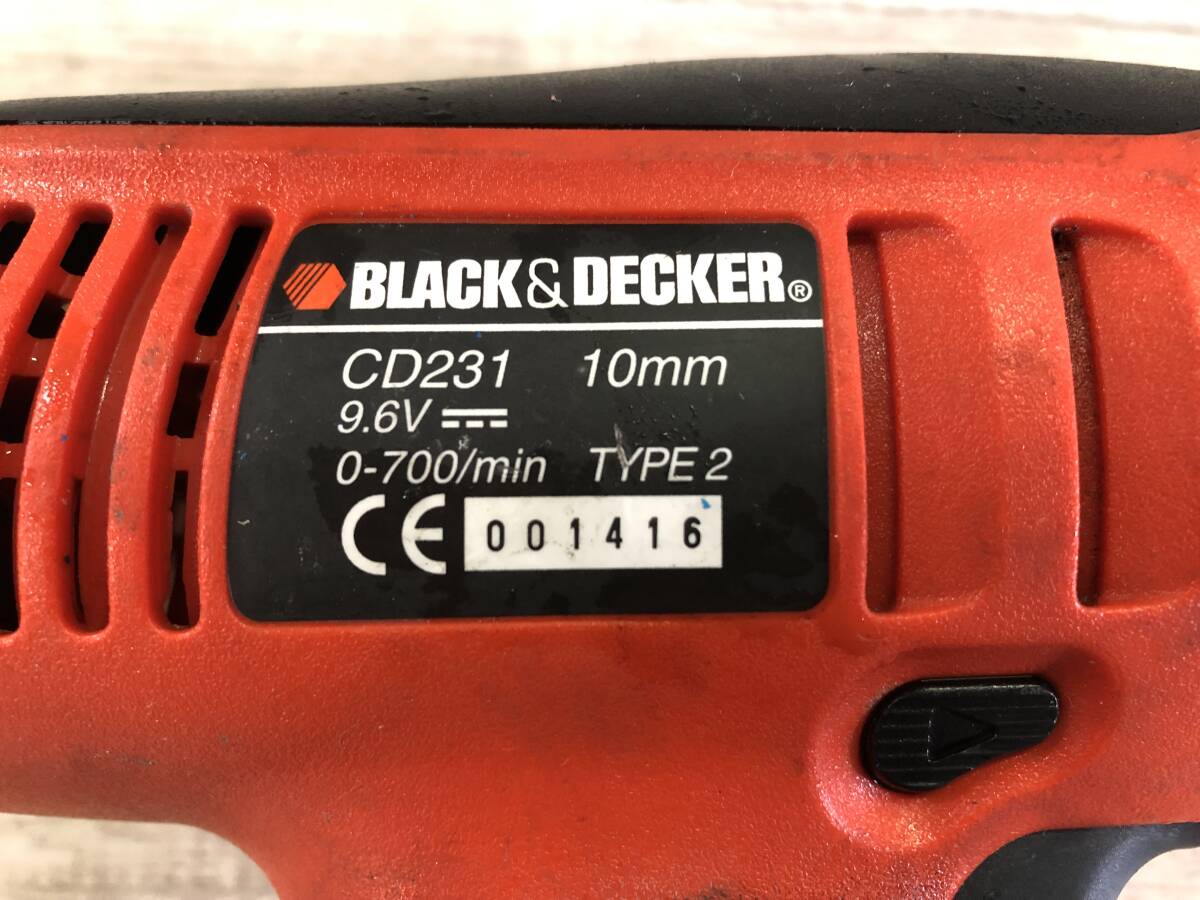 BLACK&DECKER®
CD231 10mm
9.6V
0-700/min TYPE 2
CE 001416